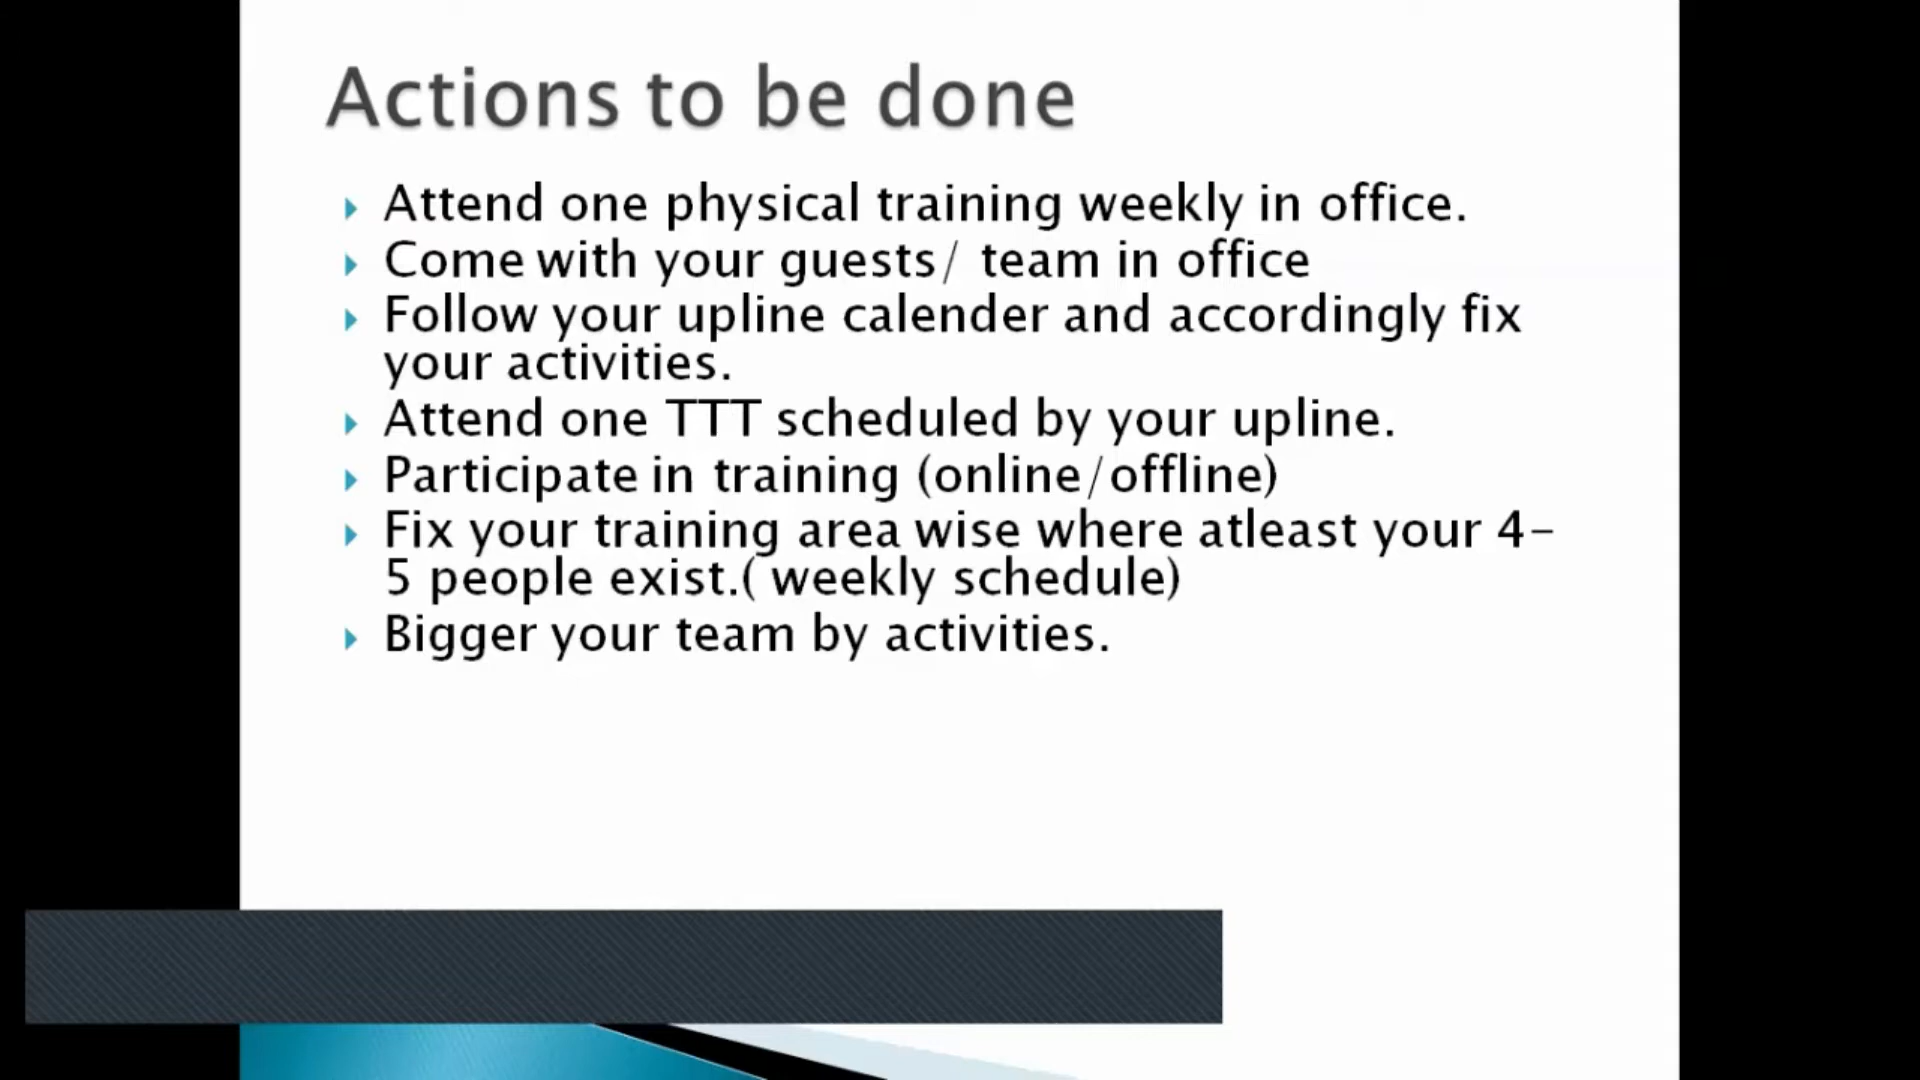 Actions to be done
Attend one physical training weekly in office.
Come with your guests/ team in office
Follow your upline calender and accordingly fix
your activities.
Attend one TTT scheduled by your upline.
Participate in training (online/offline)
Fix your training area wise where atleast your 4-
5 people exist.( weekly schedule)
Bigger your team by activities.